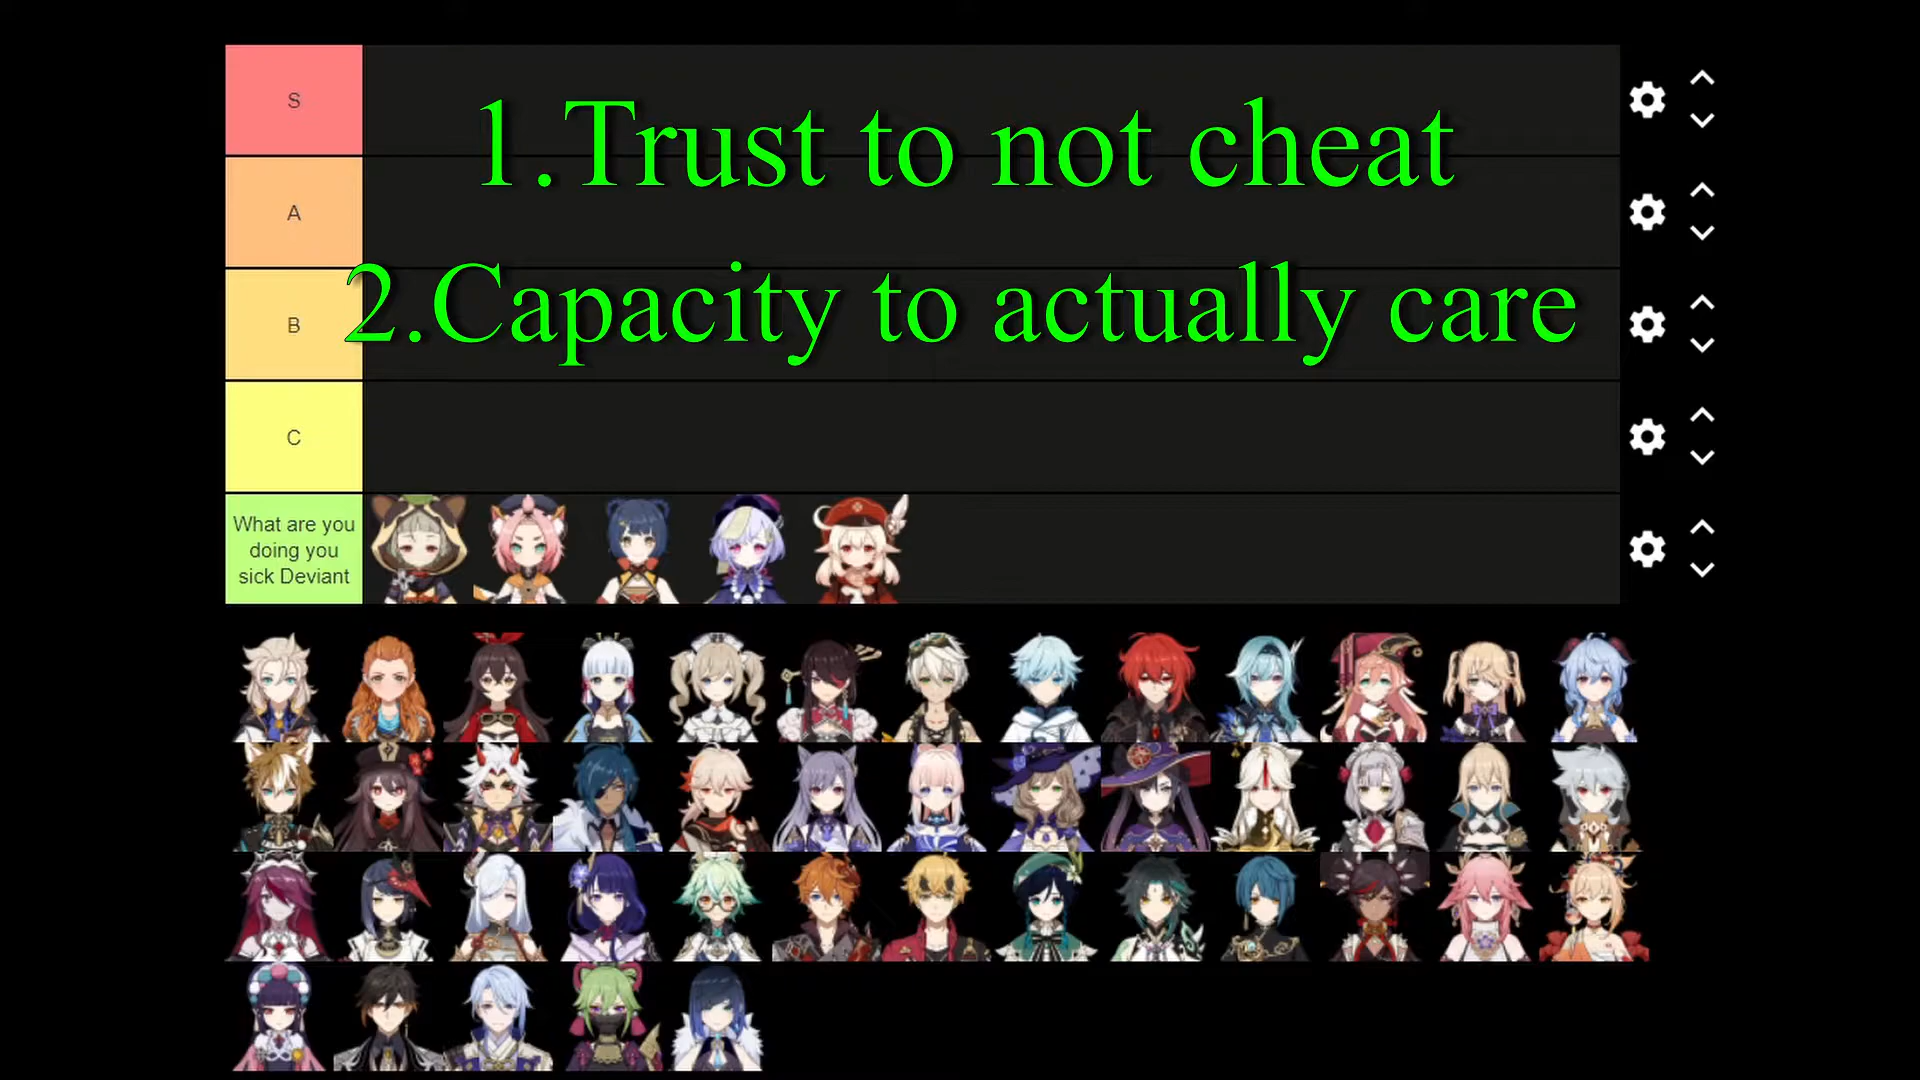 S
1.Trust to not cheat
A
2.Capacity to actually care
B
C
What are you
doing you
sick Deviant